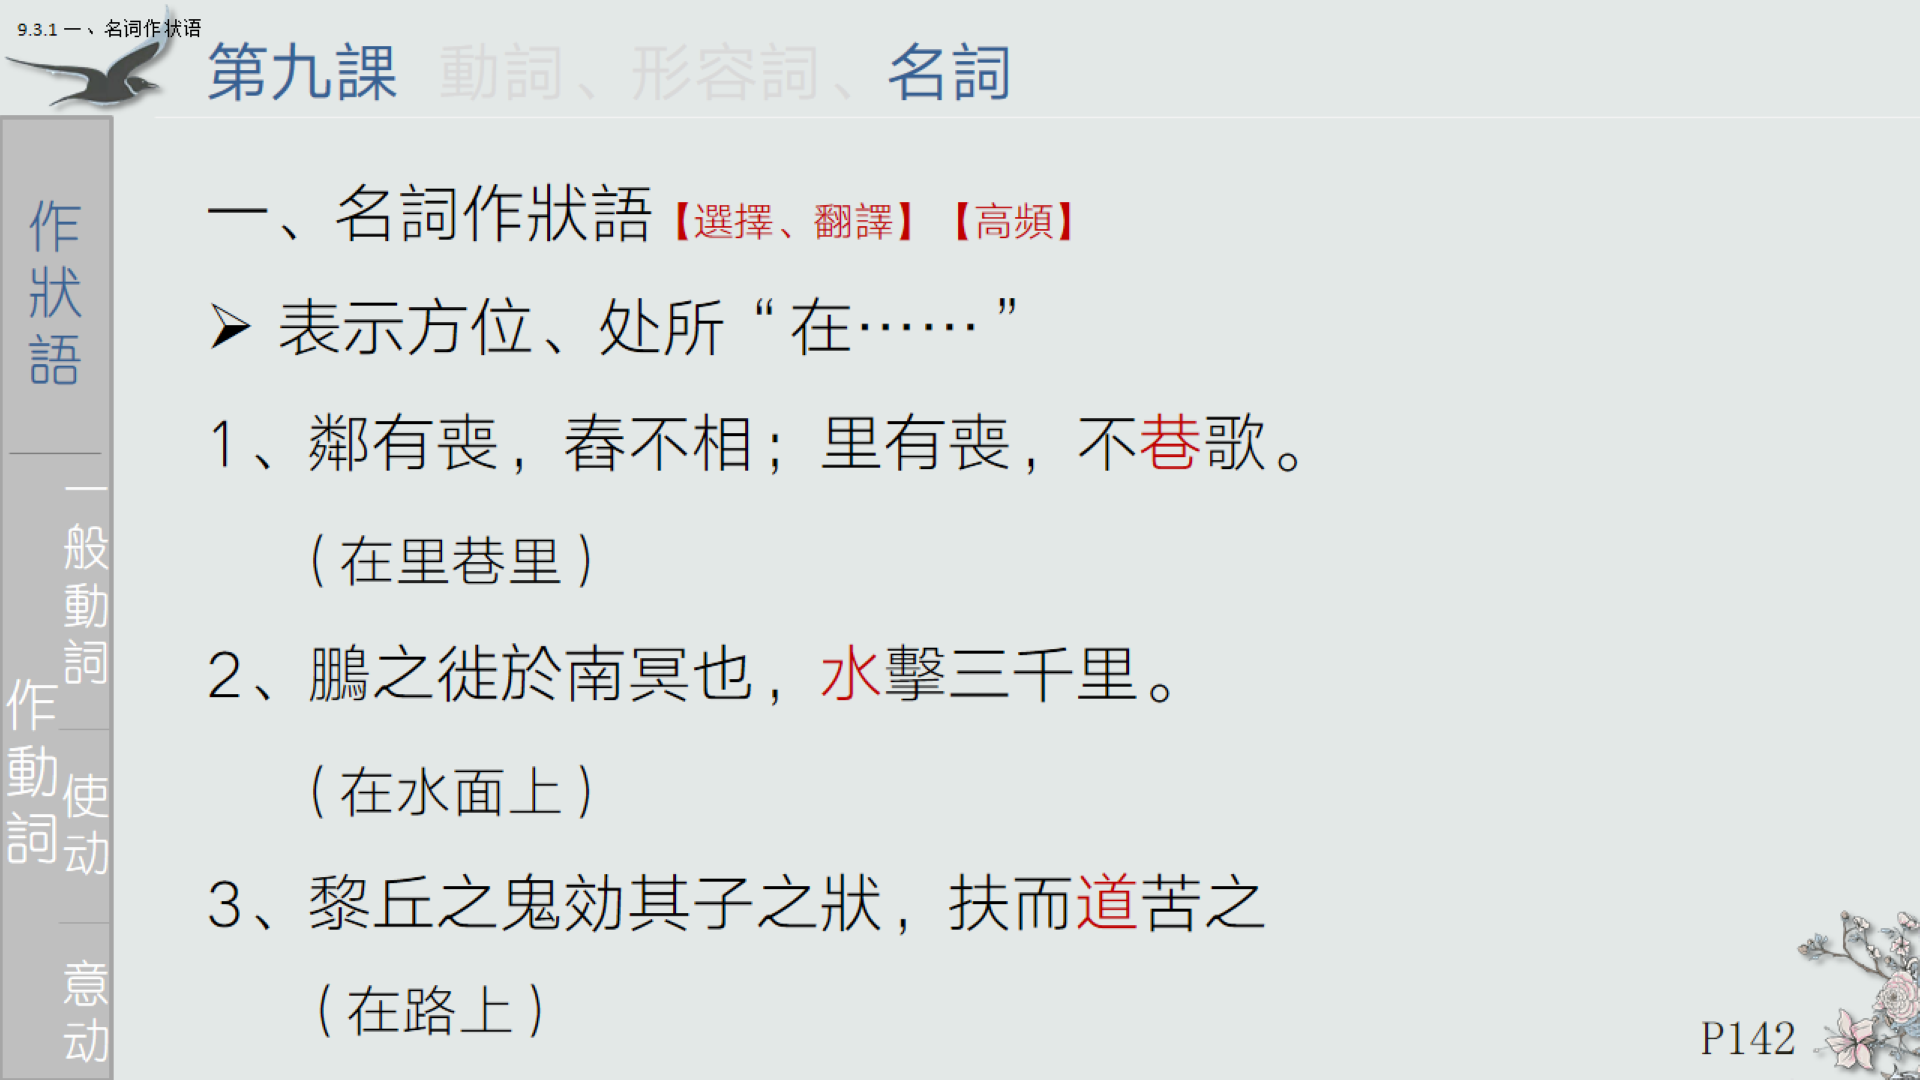 9.3.1 一、名词作状语
第九課 動詞、形容詞、名詞
作狀語
一般動詞
作動詞
使动
意动
一、名詞作狀語【選擇、翻譯】【高頻】
➢ 表示方位、处所“在……”
1、鄰有喪，舂不相；里有喪，不巷歌。
（在里巷里）
2、鵬之徙於南冥也，水擊三千里。
（在水面上）
3、黎丘之鬼効其子之狀，扶而道苦之
（在路上）
P142